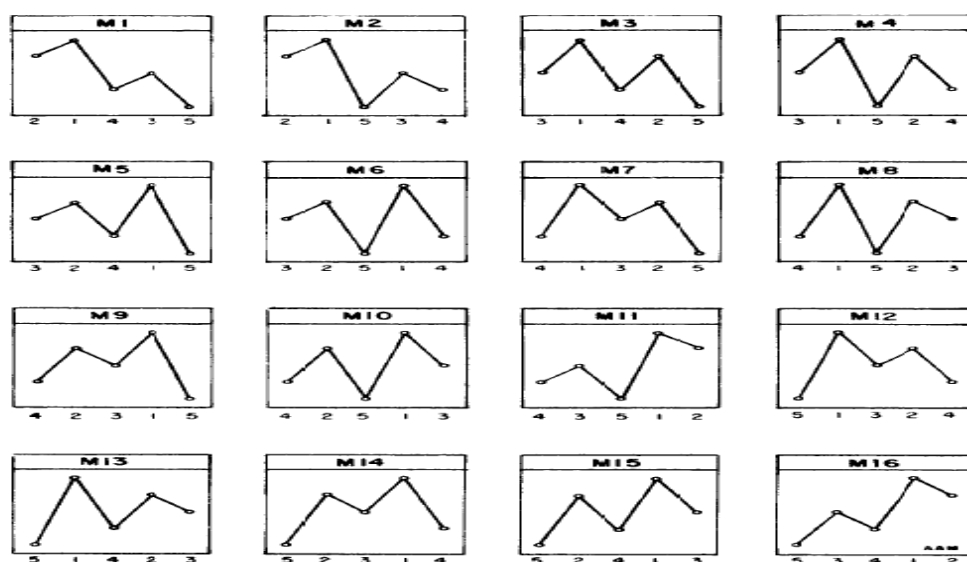 M1 M2 M3 M4
2 1 4 3 5 2 1 5 3 4 3 1 4 2 5 3 1 5 2 4
M5 M6 M7 M8
3 2 4 1 5 3 2 5 1 4 4 1 3 2 5 4 1 5 2 3
M9 M10 M11 M12
4 2 3 1 5 4 2 5 1 3 4 3 5 1 2 5 1 3 2 4
M13 M14 M15 M16
AAM
5 1 4 2 3 5 2 3 1 4 5 2 4 1 3 5 3 4 1 2